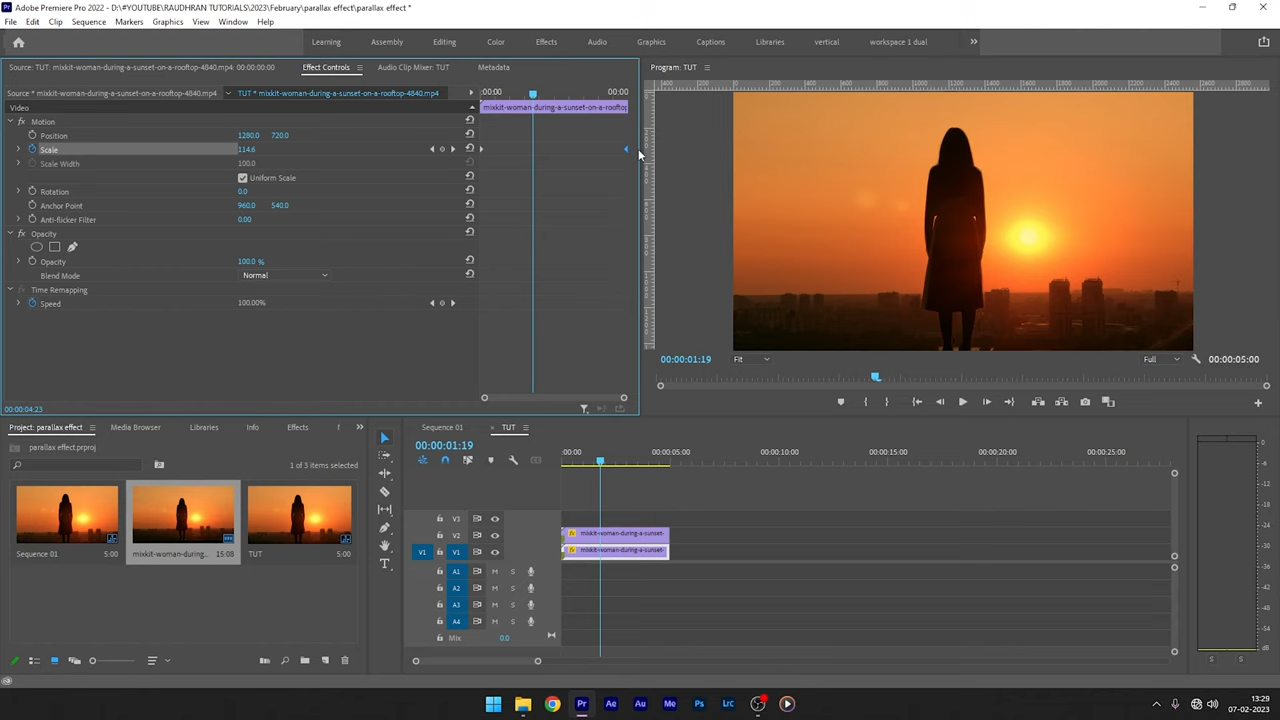 Adobe Premiere Pro 2022 - D:\#YOUTUBE\RAUDHRAN TUTORIALS\2023\February\parallax effect\parallax effect *
File Edit Clip Sequence Markers Graphics View Window Help
Learning Assembly Editing Color Effects Audio Graphics Captions Libraries vertical workspace 1 dual
Source: TUT: mixkit-woman-during-a-sunset-on-a-rooftop-4840.mp4: 00:00:00:00 Effect Controls Audio Clip Mixer: TUT Metadata Program: TUT
Source * mixkit-woman-during-a-sunset-on-a-rooftop-4840.mp4 TUT * mixkit-woman-during-a-sunset-on-a-rooftop-4840.mp4 :00:00 00:00
Video mixkit-woman-during-a-sunset-on-a-rooftop
Motion
Position 1280.0 720.0
Scale 114.6
Scale Width 100.0
Uniform Scale
Rotation 0.0
Anchor Point 960.0 540.0
Anti-flicker Filter 0.00
Opacity
Opacity 100.0 %
Blend Mode Normal
Time Remapping
Speed 100.00%
00:00:01:19 Fit Full 00:00:05:00
00:00:04:23
Project: parallax effect Media Browser Libraries Info Effects
parallax effect.prproj
1 of 3 items selected
Sequence 01 5:00 mixkit-woman-during... 15:08 TUT 5:00
Sequence 01 × TUT
00:00:01:19
:00:00 00:00:05:00 00:00:10:00 00:00:15:00 00:00:20:00 00:00:25:00
V3
V2 mixkit-woman-during-a-sunset-
V1 V1 mixkit-woman-during-a-sunset-
A1 M S
A2 M S
A3 M S
A4 M S
Mix 0.0
S S
dB
Pr Ae Au Me Ps Lrc
13:29
07-02-2023